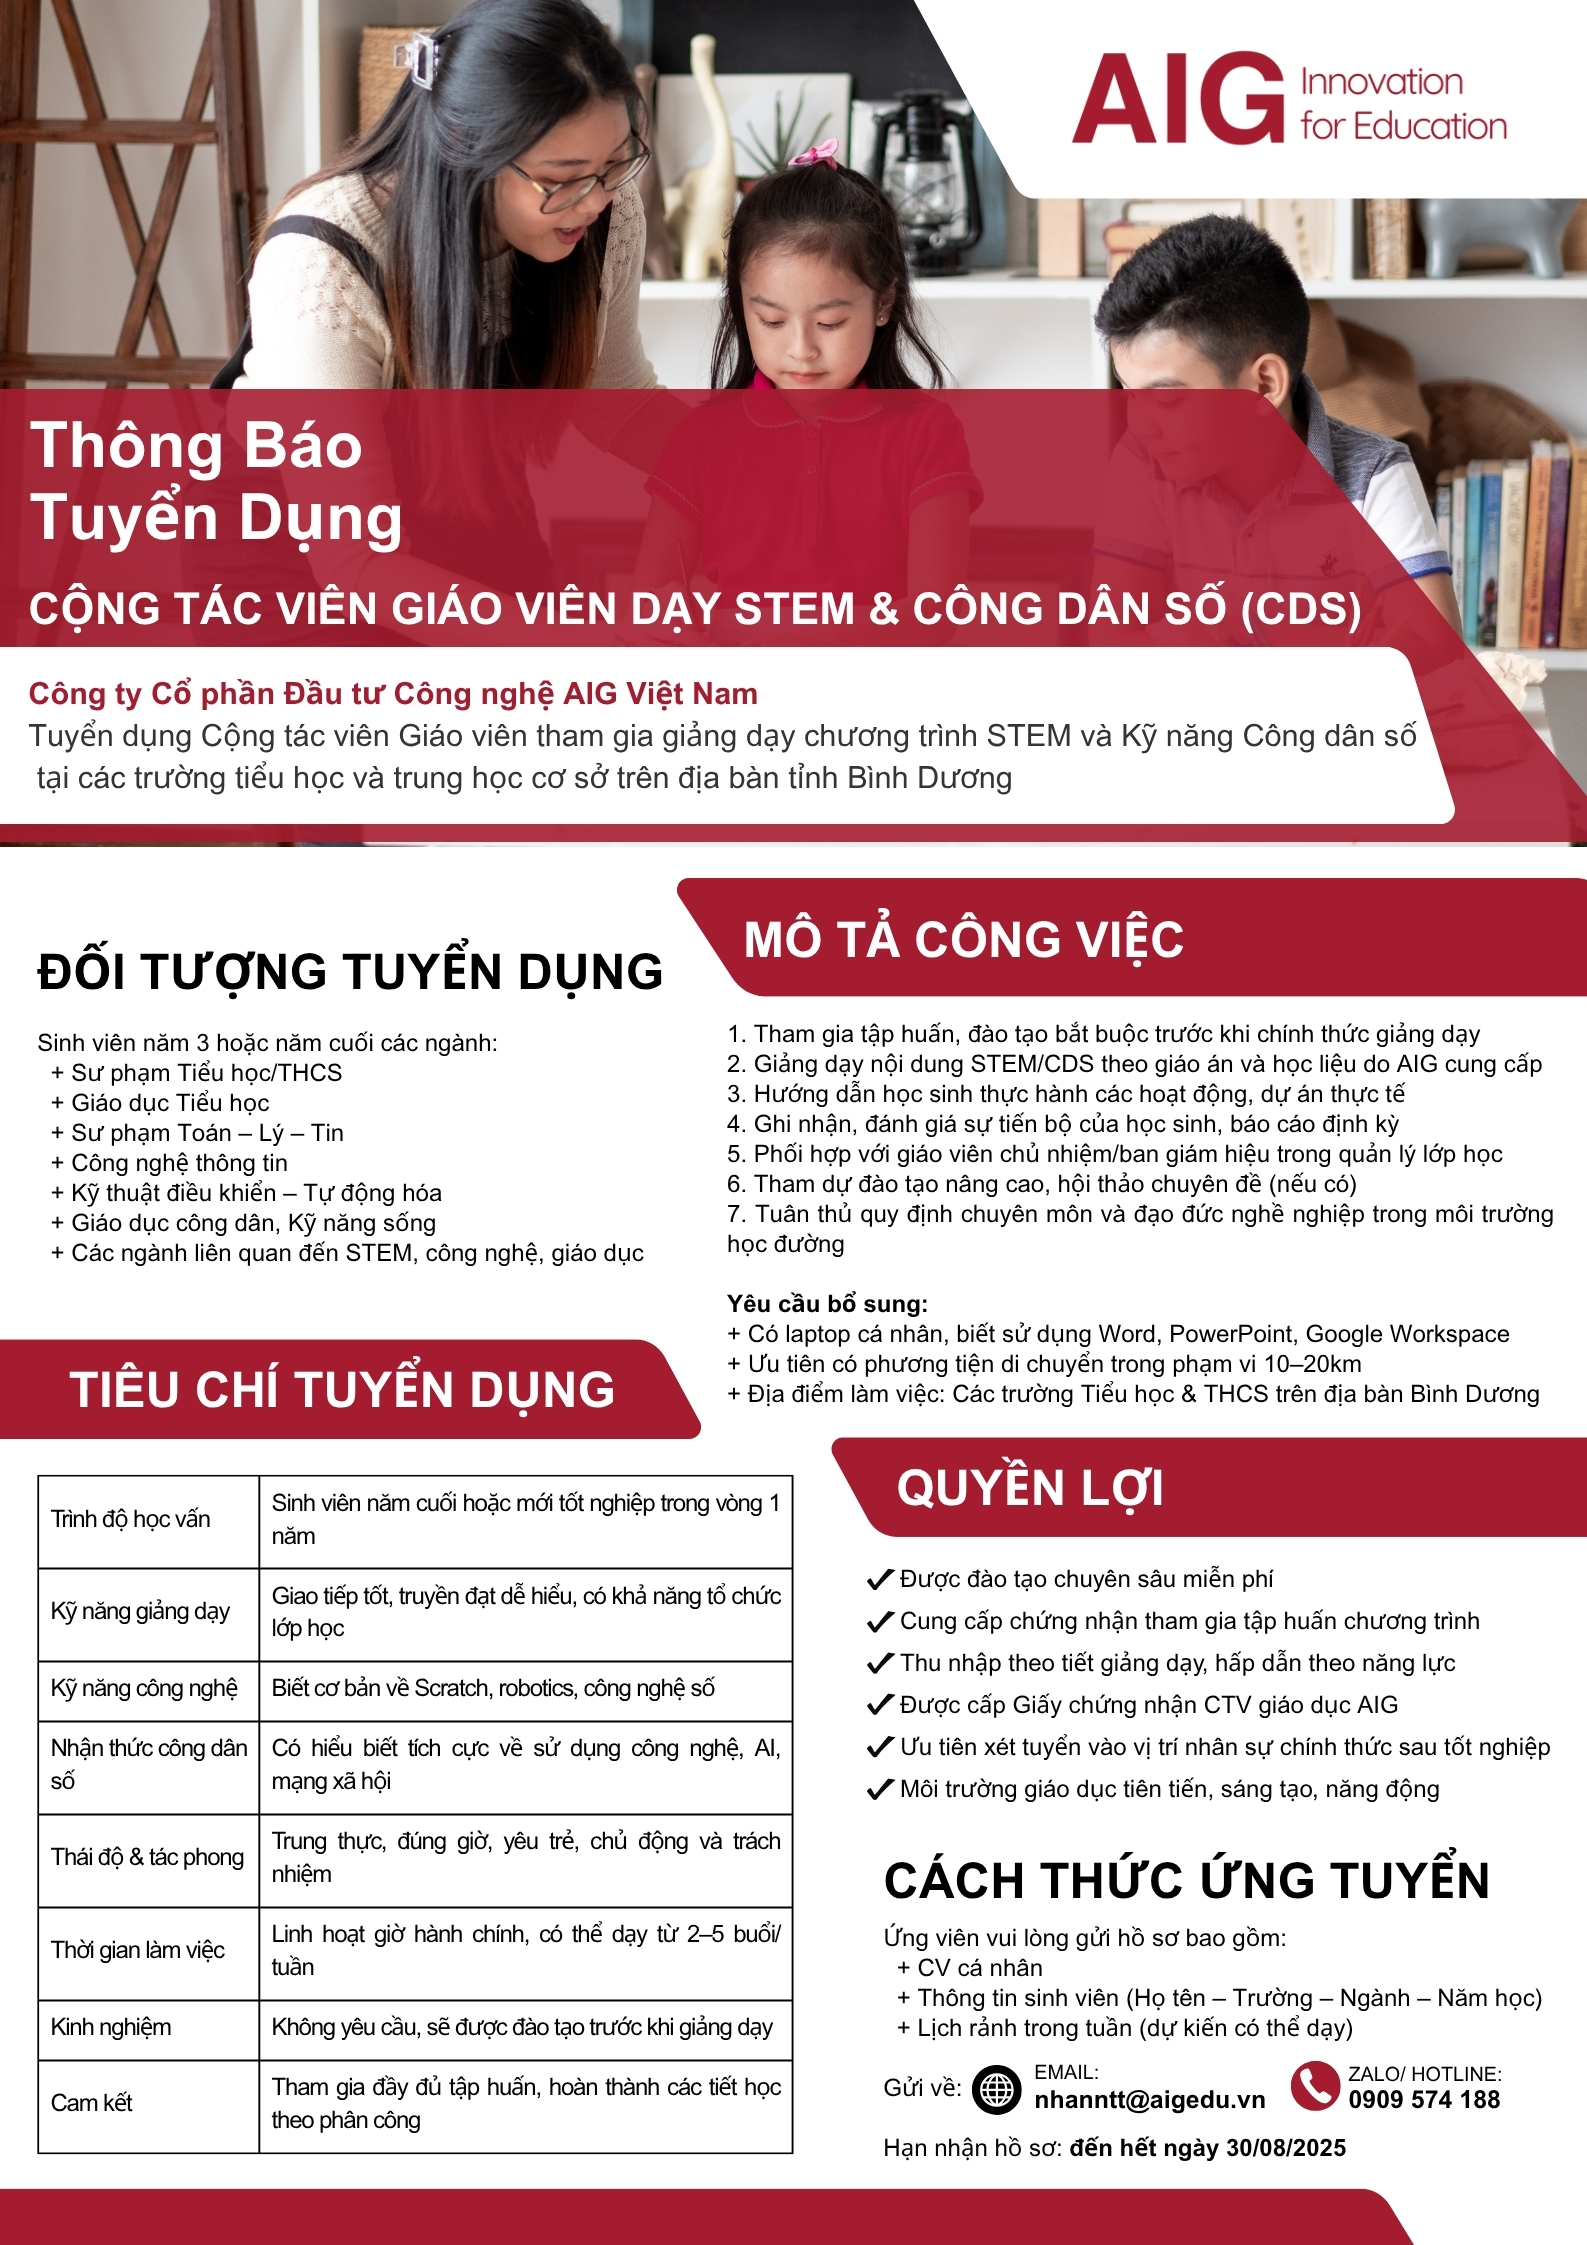 AIG Innovation
for Education
Thông Báo
Tuyển Dụng
CỘNG TÁC VIÊN GIÁO VIÊN DẠY STEM & CÔNG DÂN SỐ (CDS)
Công ty Cổ phần Đầu tư Công nghệ AIG Việt Nam
Tuyển dụng Cộng tác viên Giáo viên tham gia giảng dạy chương trình STEM và Kỹ năng Công dân số
tại các trường tiểu học và trung học cơ sở trên địa bàn tỉnh Bình Dương
ĐỐI TƯỢNG TUYỂN DỤNG
Sinh viên năm 3 hoặc năm cuối các ngành:
+ Sư phạm Tiểu học/THCS
+ Giáo dục Tiểu học
+ Sư phạm Toán – Lý – Tin
+ Công nghệ thông tin
+ Kỹ thuật điều khiển – Tự động hóa
+ Giáo dục công dân, Kỹ năng sống
+ Các ngành liên quan đến STEM, công nghệ, giáo dục
MÔ TẢ CÔNG VIỆC
1. Tham gia tập huấn, đào tạo bắt buộc trước khi chính thức giảng dạy
2. Giảng dạy nội dung STEM/CDS theo giáo án và học liệu do AIG cung cấp
3. Hướng dẫn học sinh thực hành các hoạt động, dự án thực tế
4. Ghi nhận, đánh giá sự tiến bộ của học sinh, báo cáo định kỳ
5. Phối hợp với giáo viên chủ nhiệm/ban giám hiệu trong quản lý lớp học
6. Tham dự đào tạo nâng cao, hội thảo chuyên đề (nếu có)
7. Tuân thủ quy định chuyên môn và đạo đức nghề nghiệp trong môi trường
học đường
Yêu cầu bổ sung:
+ Có laptop cá nhân, biết sử dụng Word, PowerPoint, Google Workspace
+ Ưu tiên có phương tiện di chuyển trong phạm vi 10–20km
+ Địa điểm làm việc: Các trường Tiểu học & THCS trên địa bàn Bình Dương
TIÊU CHÍ TUYỂN DỤNG
Trình độ học vấn
Sinh viên năm cuối hoặc mới tốt nghiệp trong vòng 1
năm
Kỹ năng giảng dạy
Giao tiếp tốt, truyền đạt dễ hiểu, có khả năng tổ chức
lớp học
Kỹ năng công nghệ
Biết cơ bản về Scratch, robotics, công nghệ số
Nhận thức công dân
số
Có hiểu biết tích cực về sử dụng công nghệ, AI,
mạng xã hội
Thái độ & tác phong
Trung thực, đúng giờ, yêu trẻ, chủ động và trách
nhiệm
Thời gian làm việc
Linh hoạt giờ hành chính, có thể dạy từ 2–5 buổi/
tuần
Kinh nghiệm
Không yêu cầu, sẽ được đào tạo trước khi giảng dạy
Cam kết
Tham gia đầy đủ tập huấn, hoàn thành các tiết học
theo phân công
QUYỀN LỢI
Được đào tạo chuyên sâu miễn phí
Cung cấp chứng nhận tham gia tập huấn chương trình
Thu nhập theo tiết giảng dạy, hấp dẫn theo năng lực
Được cấp Giấy chứng nhận CTV giáo dục AIG
Ưu tiên xét tuyển vào vị trí nhân sự chính thức sau tốt nghiệp
Môi trường giáo dục tiên tiến, sáng tạo, năng động
CÁCH THỨC ỨNG TUYỂN
Ứng viên vui lòng gửi hồ sơ bao gồm:
+ CV cá nhân
+ Thông tin sinh viên (Họ tên – Trường – Ngành – Năm học)
+ Lịch rảnh trong tuần (dự kiến có thể dạy)
Gửi về:
EMAIL:
nhanntt@aigedu.vn
ZALO/ HOTLINE:
0909 574 188
Hạn nhận hồ sơ: đến hết ngày 30/08/2025